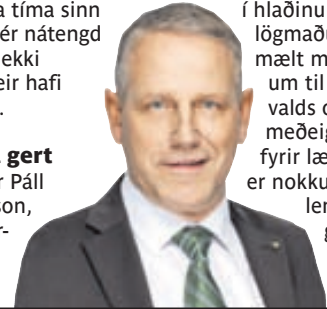 a tíma sinn
ér nátengd
ekki
eir hafi
gert
r Páll
son,
r-
í hlaðinu
lögmaðu
mælt m
um til
valds o
meðeig
fyrir læ
er nokku
len
g